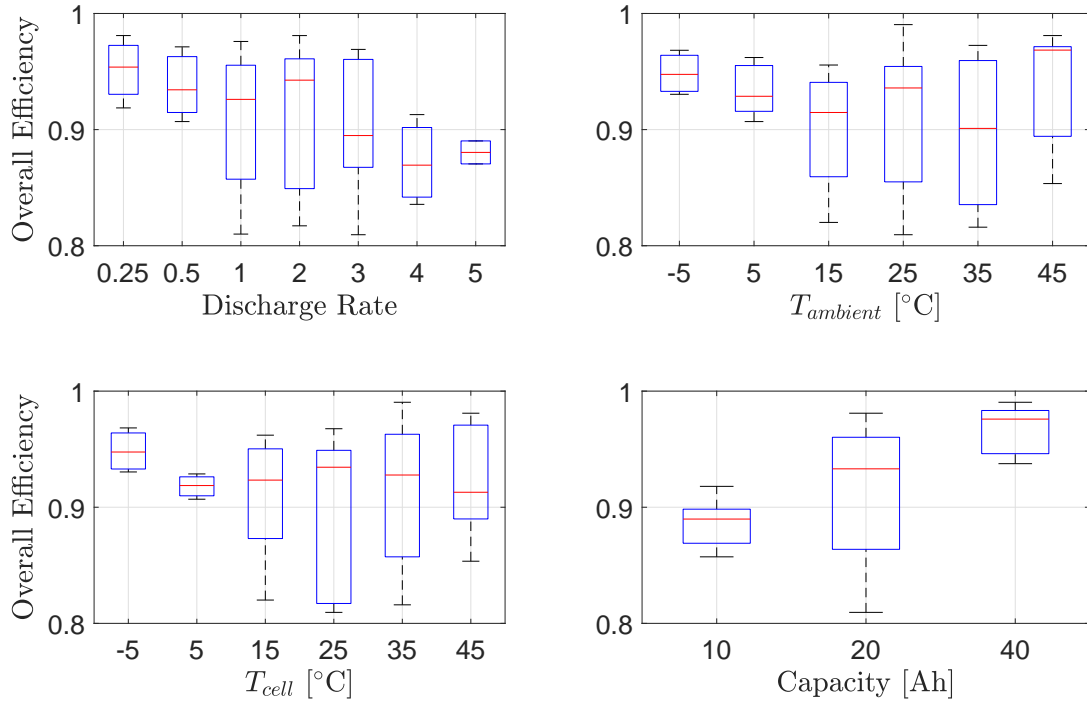 Overall Efficiency
1
0.9
0.8
0.25 0.5 1 2 3 4 5
Discharge Rate
1
0.9
0.8
-5 5 15 25 35 45
T_ambient [°C]
Overall Efficiency
1
0.9
0.8
-5 5 15 25 35 45
T_cell [°C]
1
0.9
0.8
10 20 40
Capacity [Ah]